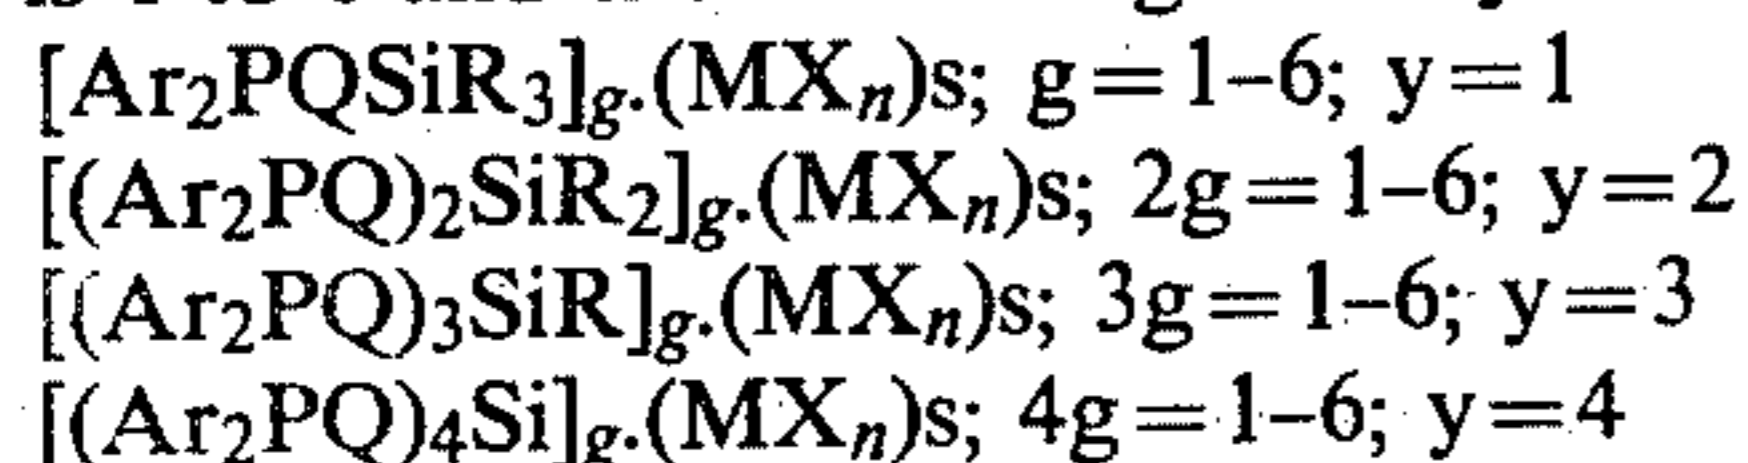 [Ar₂PQSiR₃]g.(MXₙ)s; g=1–6; y=1
[(Ar₂PQ)₂SiR₂]g.(MXₙ)s; 2g=1–6; y=2
[(Ar₂PQ)₃SiR]g.(MXₙ)s; 3g=1–6; y=3
[(Ar₂PQ)₄Si]g.(MXₙ)s; 4g=1–6; y=4